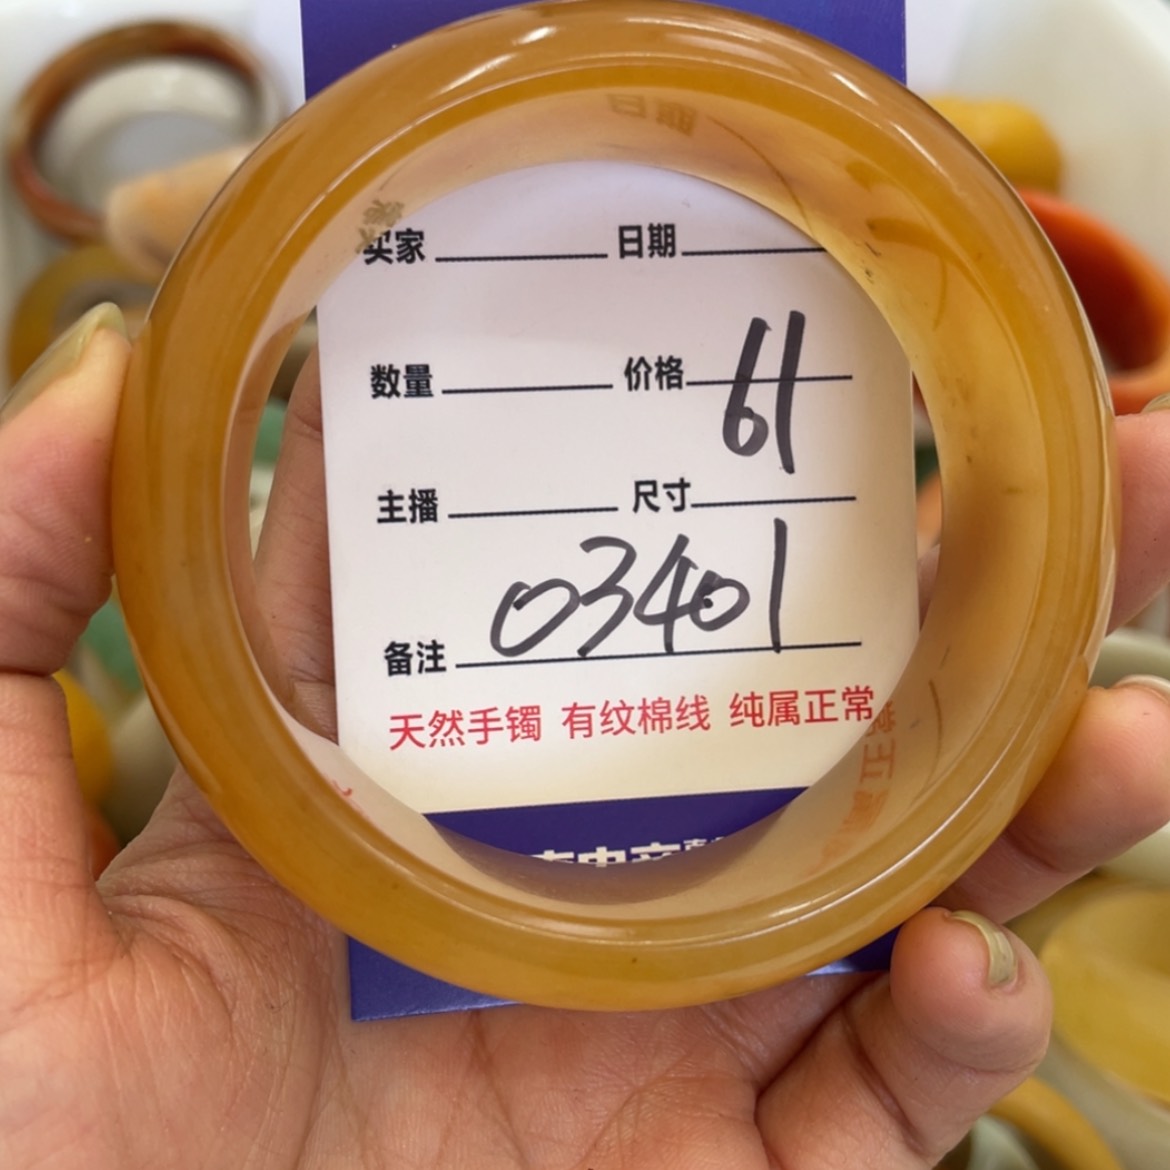 买家 日期
数量 价格 61
主播 尺寸
03401
备注
天然手镯 有纹棉线 纯属正常